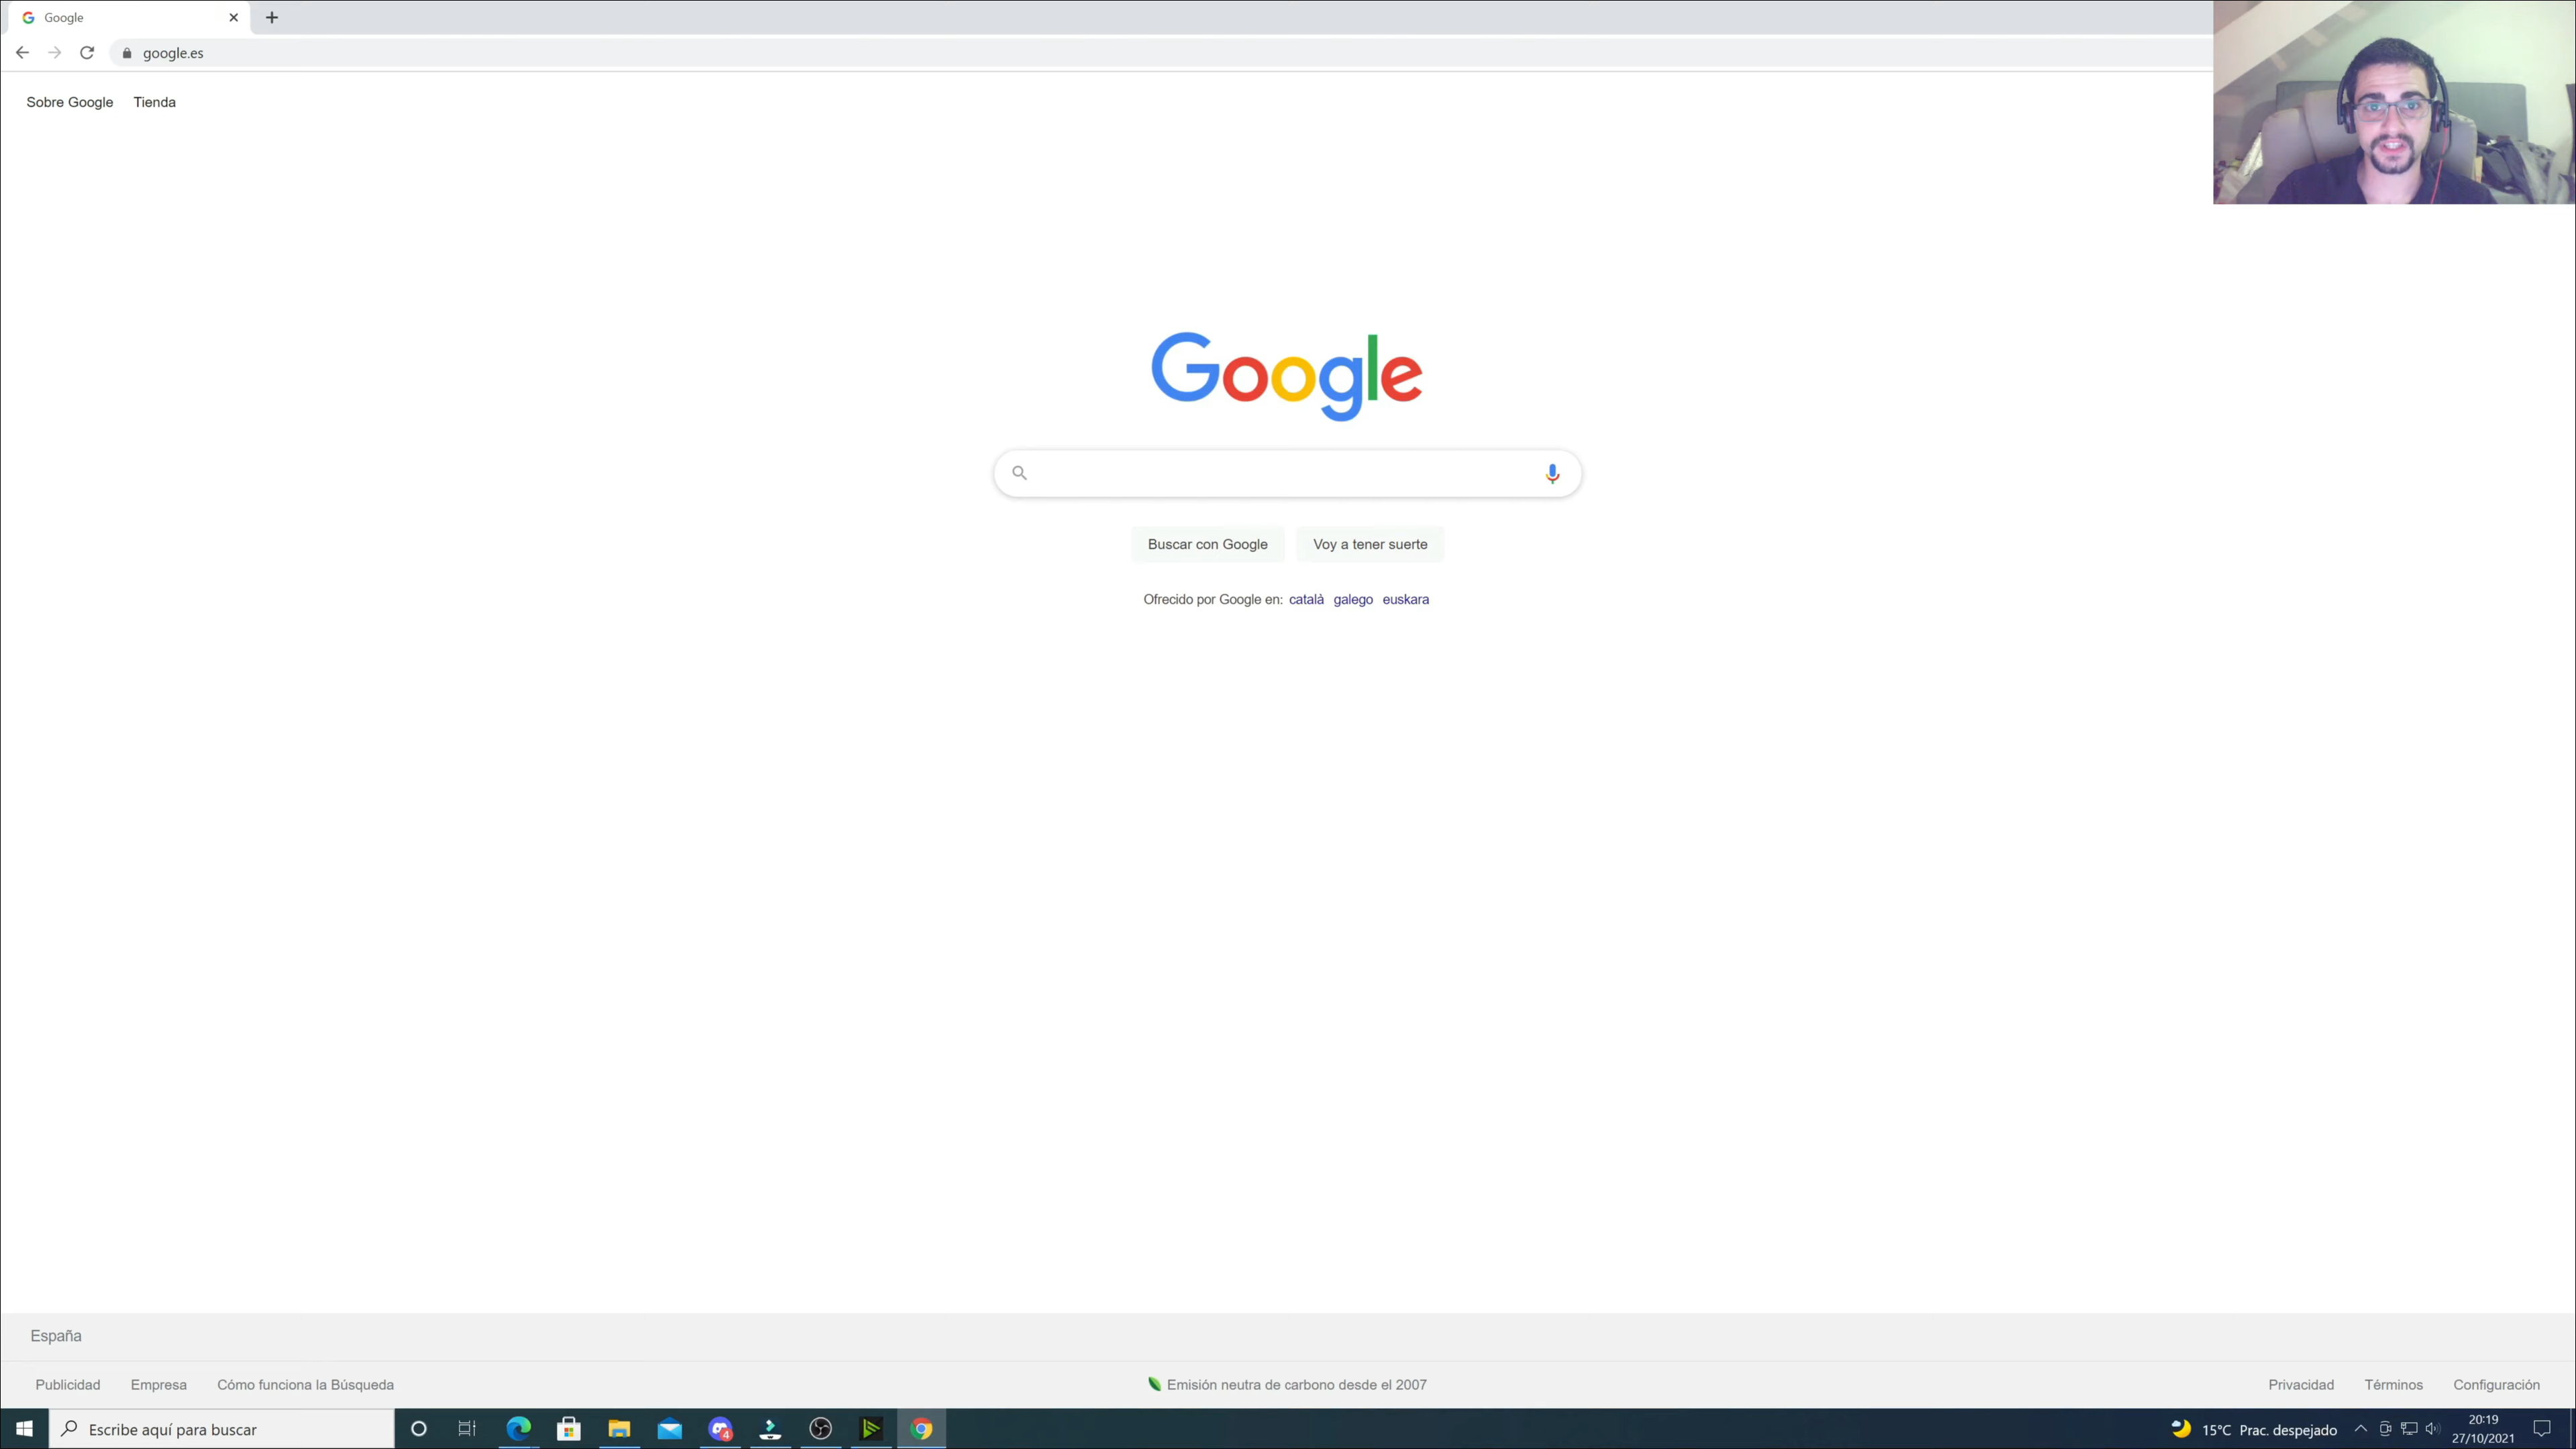 Google
google.es
Sobre Google Tienda
Google
Buscar con Google Voy a tener suerte
Ofrecido por Google en: català galego euskara
España
Publicidad Empresa Cómo funciona la Búsqueda Emisión neutra de carbono desde el 2007 Privacidad Términos Configuración
Escribe aquí para buscar 4 15°C Prac. despejado 20:19
27/10/2021